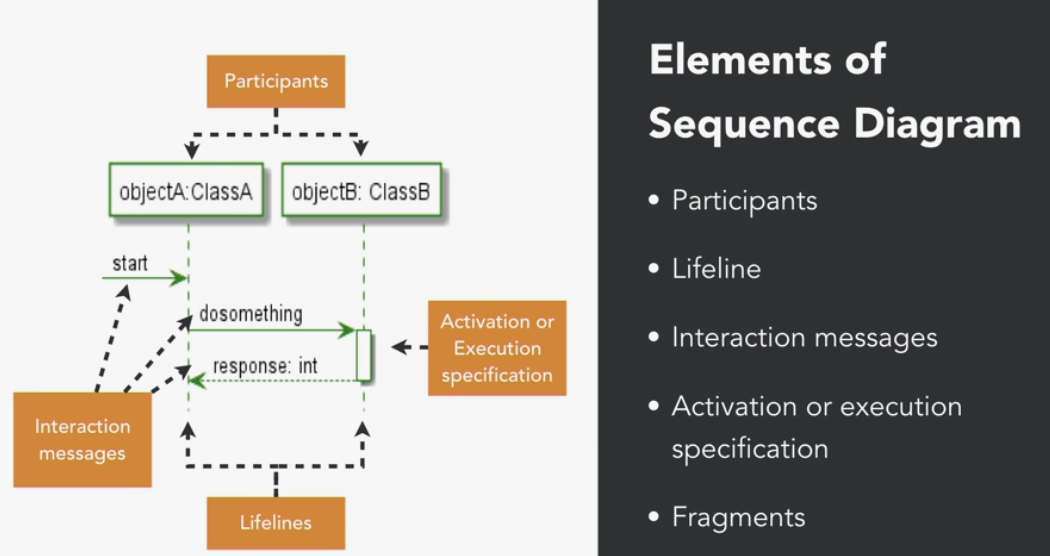 Participants
objectA:ClassA
objectB: ClassB
start
dosomething
response: int
Activation or
Execution
specification
Interaction
messages
Lifelines
Elements of
Sequence Diagram
• Participants
• Lifeline
• Interaction messages
• Activation or execution
specification
• Fragments